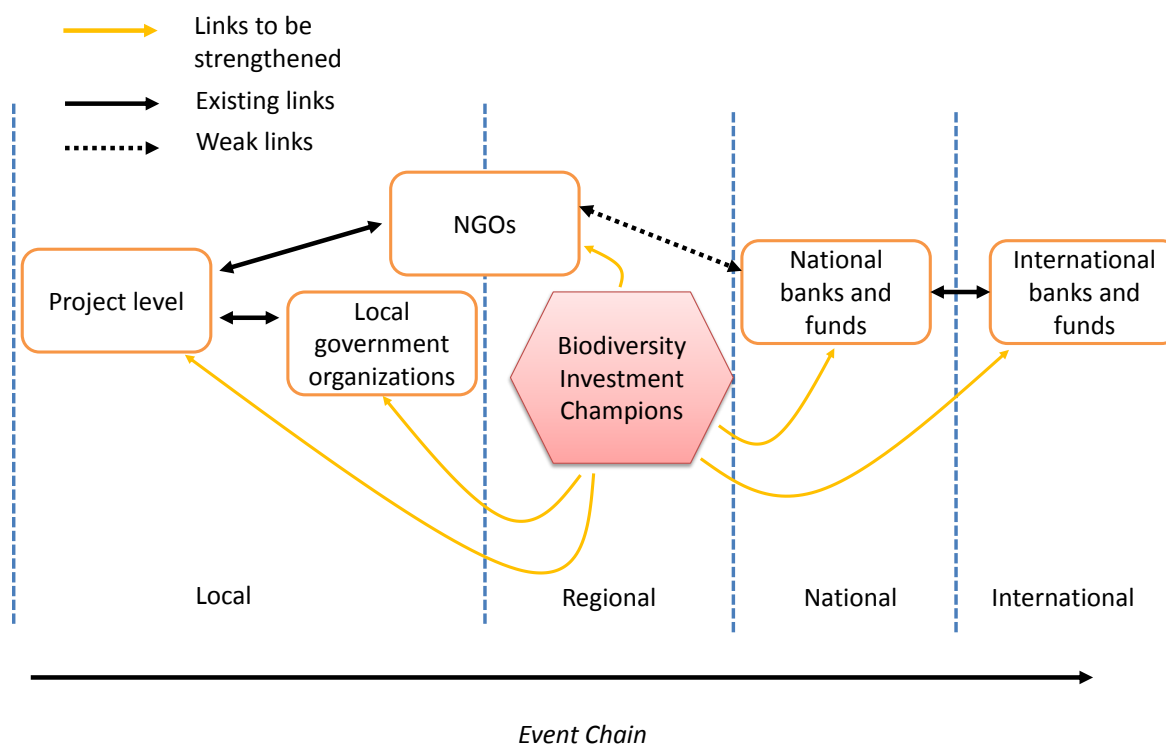 Links to be
strengthened
Existing links
Weak links
NGOs
Project level
Local
government
organizations
Biodiversity
Investment
Champions
National
banks and
funds
International
banks and
funds
Local
Regional
National
International
Event Chain